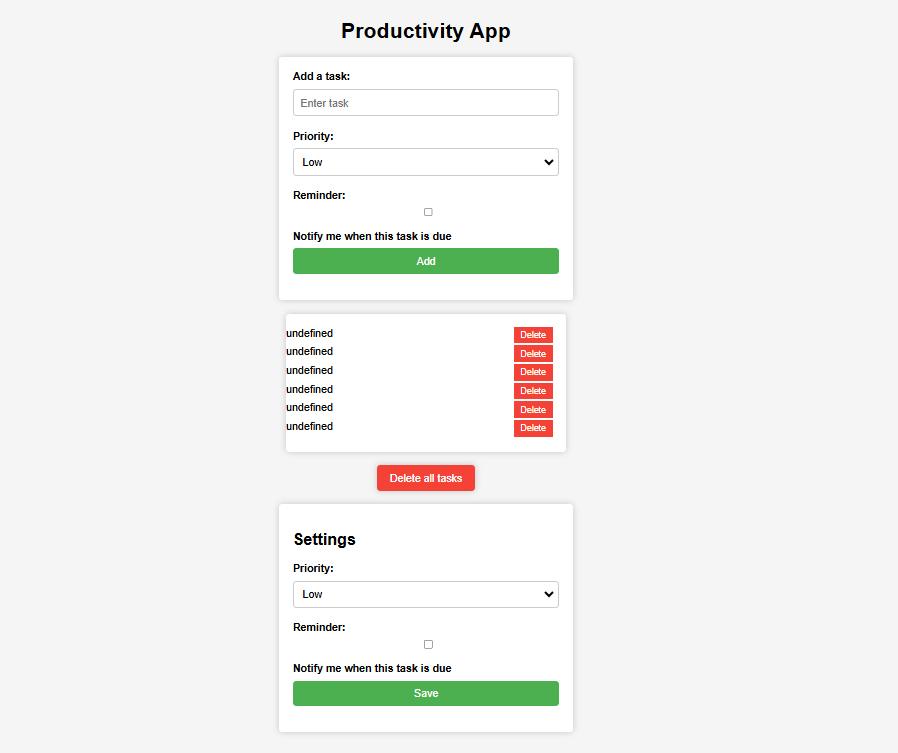 Productivity App
Add a task:
Enter task
Priority:
Low
Reminder:
Notify me when this task is due
Add
undefined Delete
undefined Delete
undefined Delete
undefined Delete
undefined Delete
undefined Delete
Delete all tasks
Settings
Priority:
Low
Reminder:
Notify me when this task is due
Save